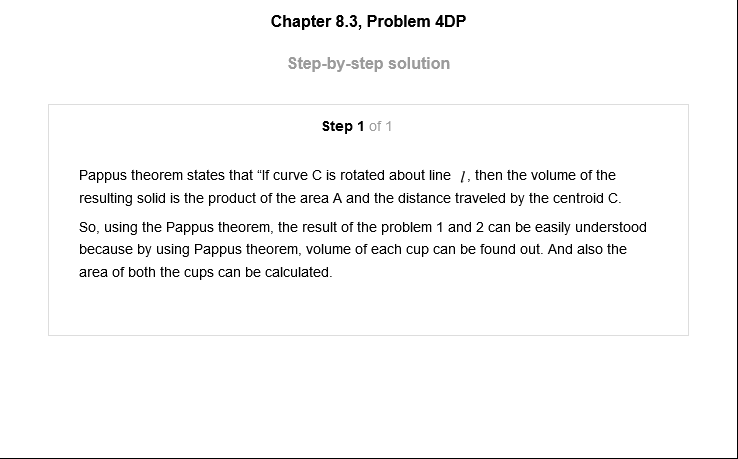 Chapter 8.3, Problem 4DP
Step-by-step solution
Step 1 of 1
Pappus theorem states that “If curve C is rotated about line l, then the volume of the
resulting solid is the product of the area A and the distance traveled by the centroid C.
So, using the Pappus theorem, the result of the problem 1 and 2 can be easily understood
because by using Pappus theorem, volume of each cup can be found out. And also the
area of both the cups can be calculated.